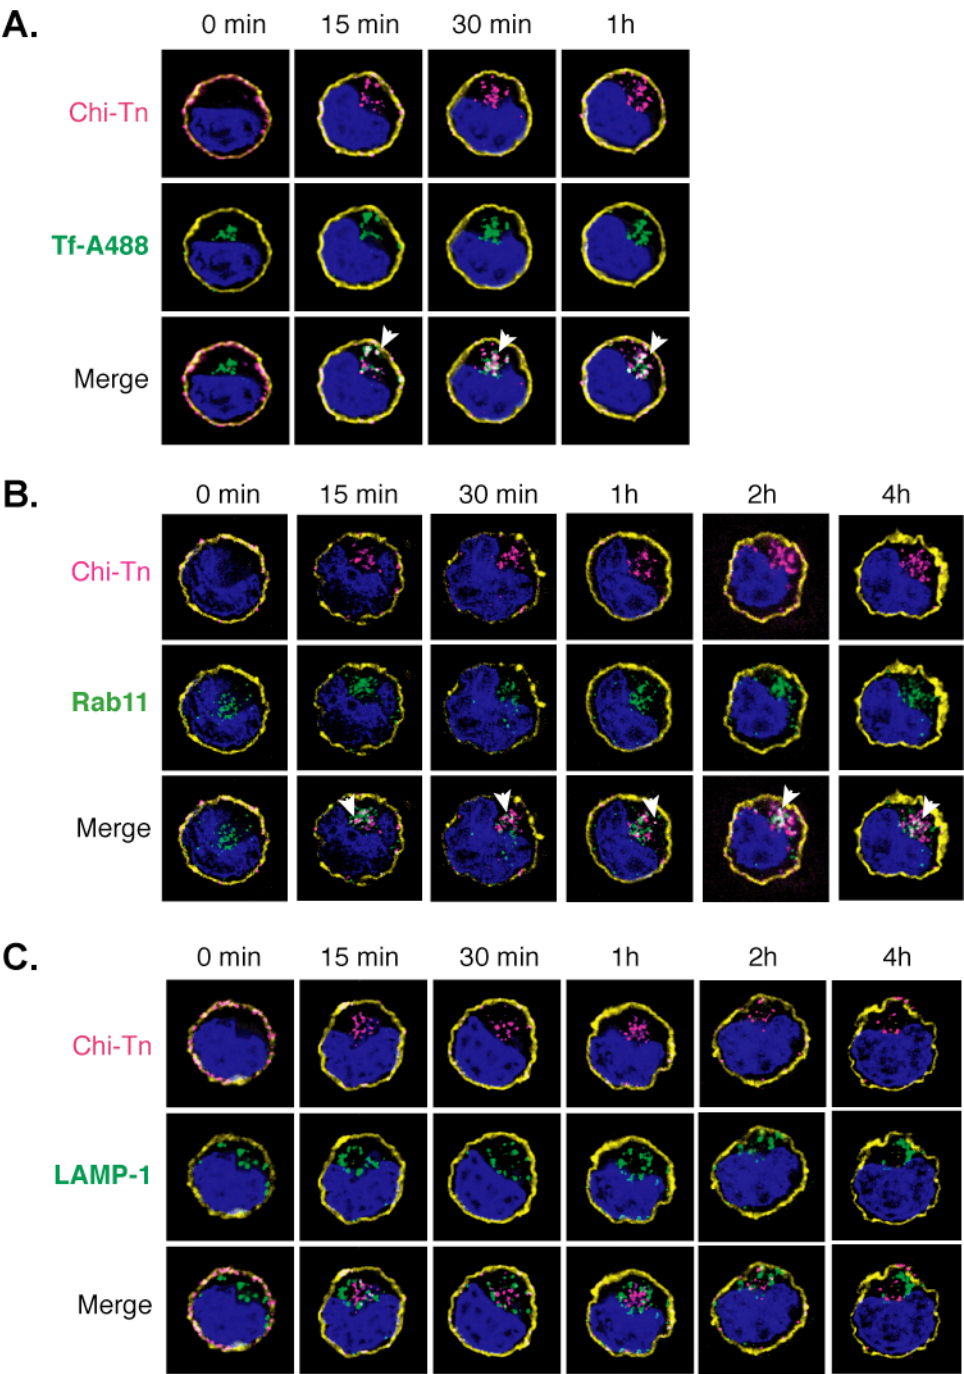 A.
0 min 15 min 30 min 1h
Chi-Tn
Tf-A488
Merge
B.
0 min 15 min 30 min 1h 2h 4h
Chi-Tn
Rab11
Merge
C.
0 min 15 min 30 min 1h 2h 4h
Chi-Tn
LAMP-1
Merge